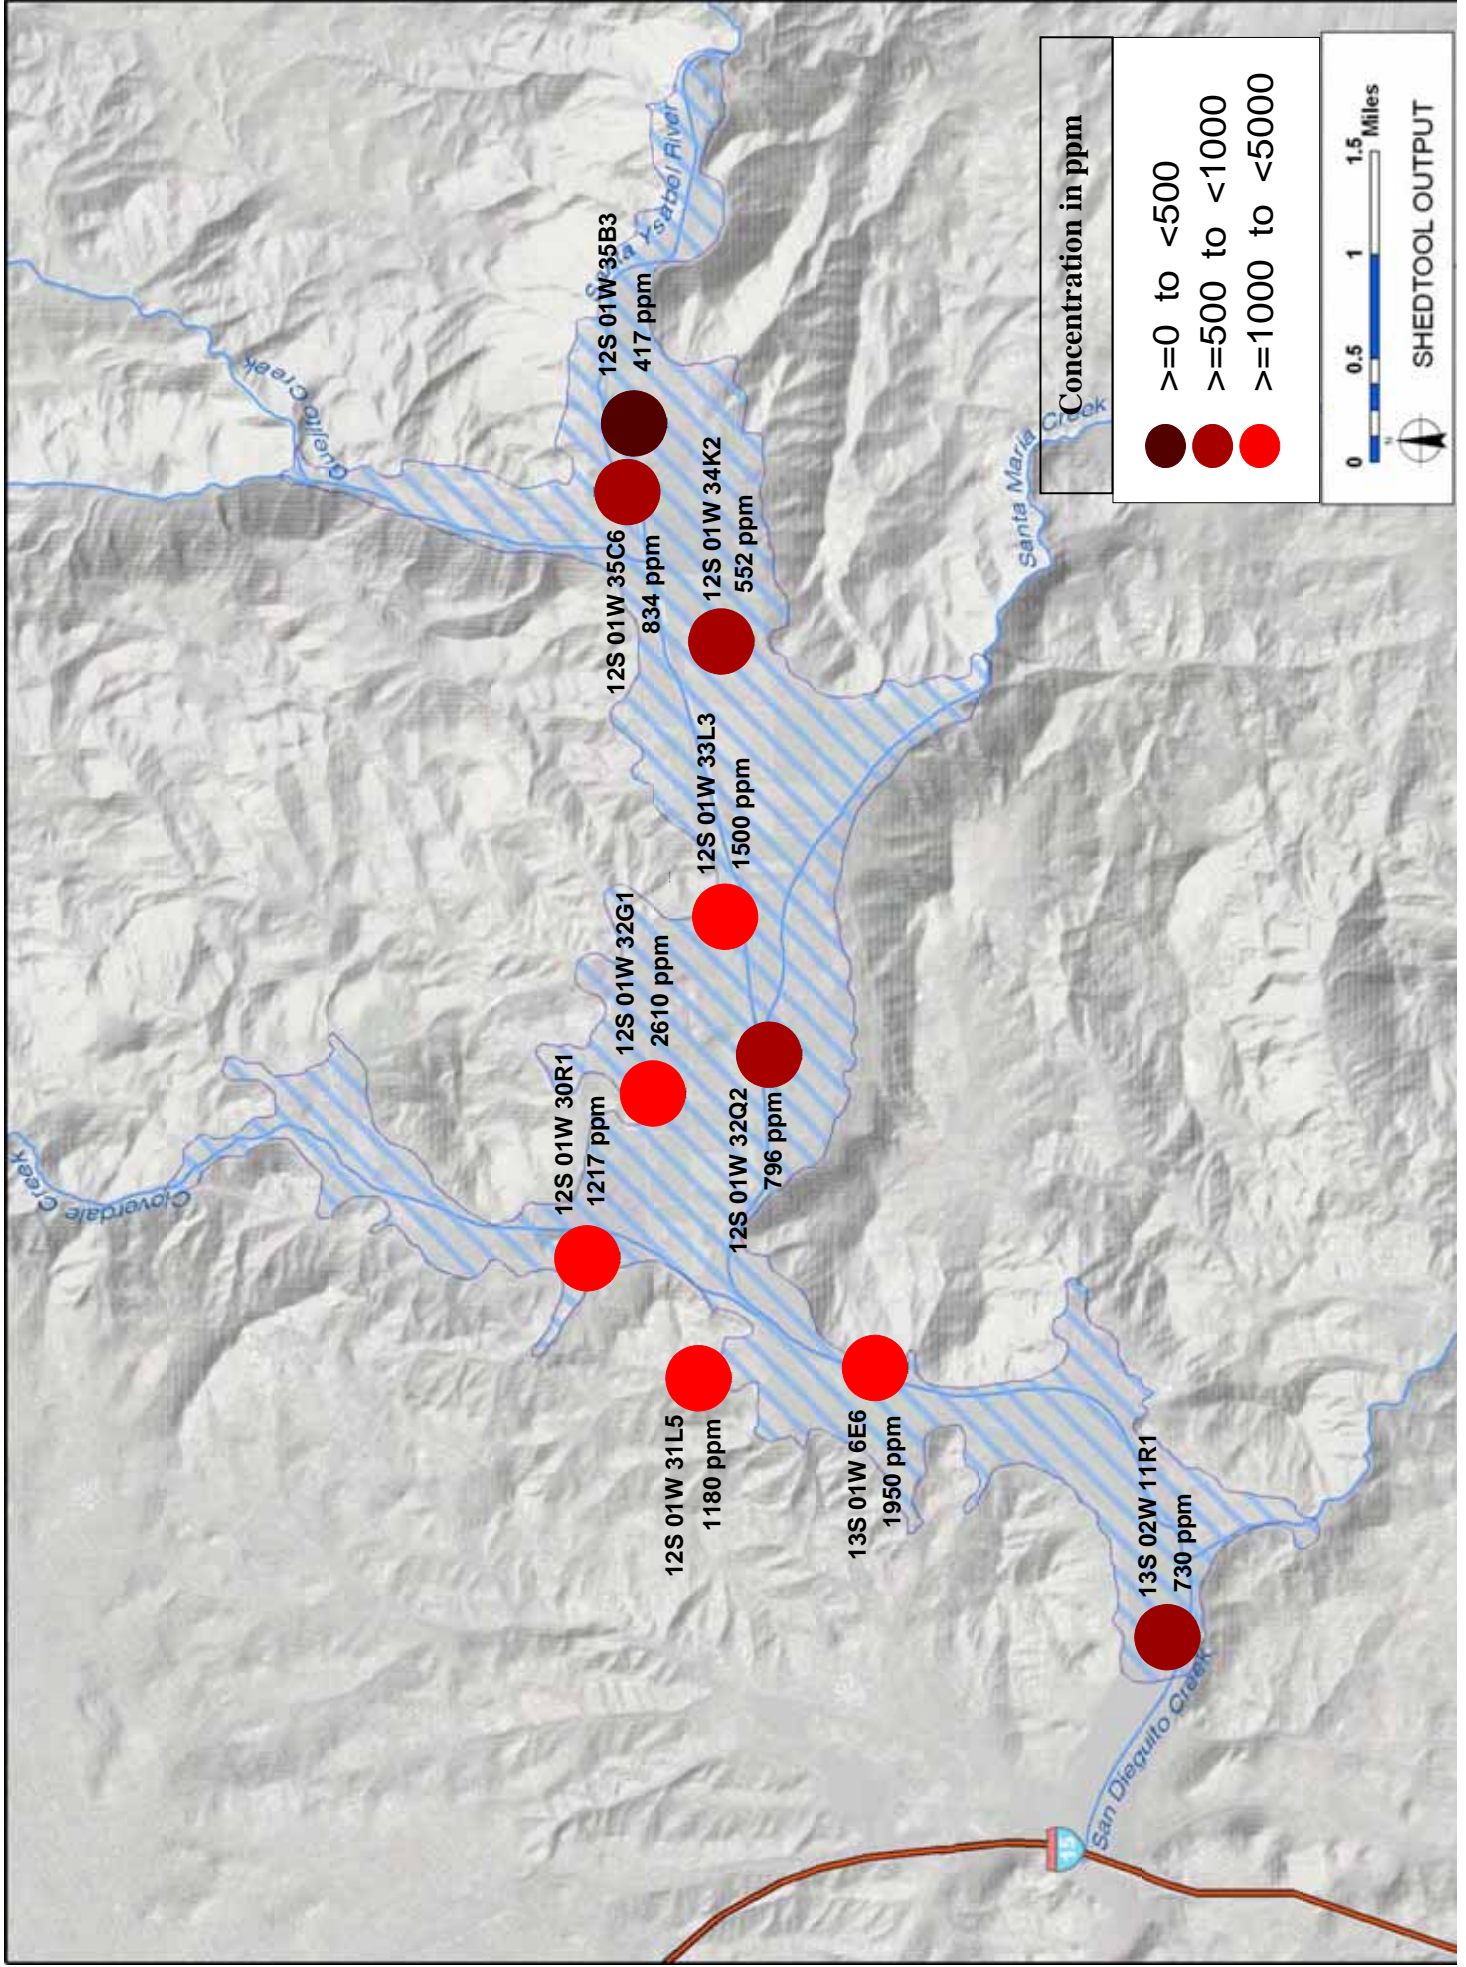 Cloverdale Creek
Guejito Creek
Santa Ysabel River
12S 01W 30R1
1217 ppm
12S 01W 32G1
2610 ppm
12S 01W 35C6
834 ppm
12S 01W 35B3
417 ppm
12S 01W 31L5
1180 ppm
12S 01W 32Q2
796 ppm
12S 01W 33L3
1500 ppm
12S 01W 34K2
552 ppm
13S 01W 6E6
1950 ppm
Santa Maria Creek
13S 02W 11R1
730 ppm
San Dieguito Creek
15
Concentration in ppm
>=0 to <500
>=500 to <1000
>=1000 to <5000
0 0.5 1 1.5
Miles
N
SHEDTOOL OUTPUT